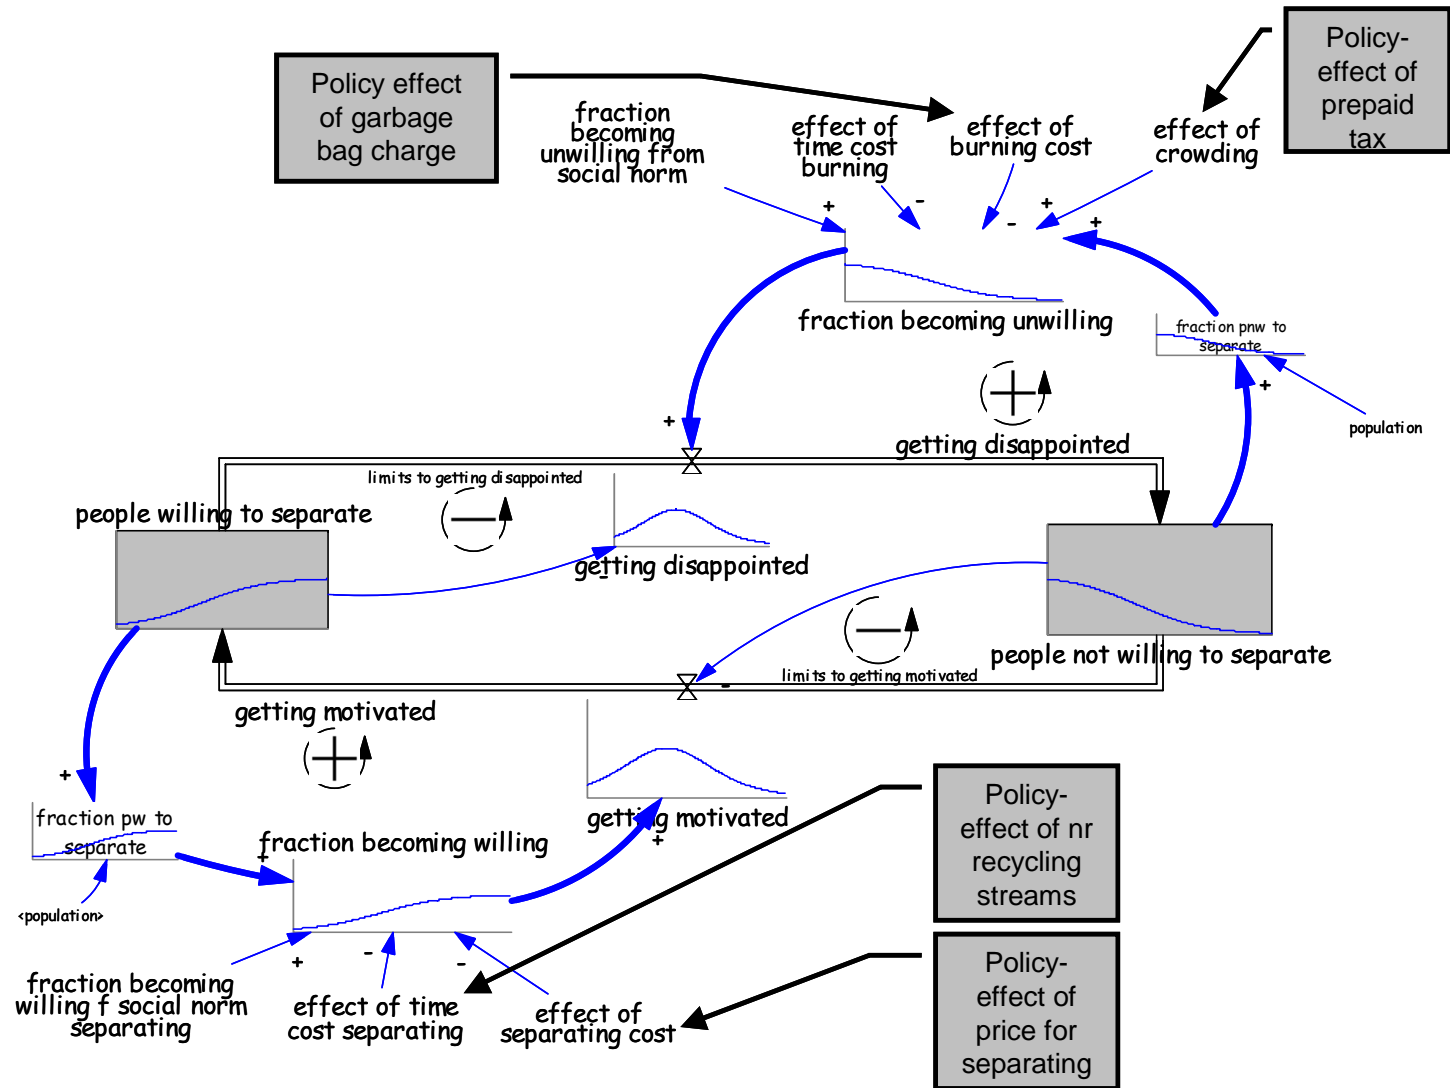 Policy-
effect of
prepaid
tax
Policy effect
of garbage
bag charge
fraction
becoming
unwilling from
social norm
effect of
time cost
burning
effect of
burning cost
effect of
crowding
+
-
-
+
+
fraction becoming unwilling
fraction pnw to
separate
+
population
+
getting disappointed
limits to getting disappointed
people willing to separate
getting disappointed
-
people not willing to separate
limits to getting motivated
-
getting motivated
+
fraction pw to
separate
<population>
+
fraction becoming willing
getting motivated
+
Policy-
effect of nr
recycling
streams
+
-
-
fraction becoming
willing f social norm
separating
effect of time
cost separating
effect of
separating cost
Policy-
effect of
price for
separating